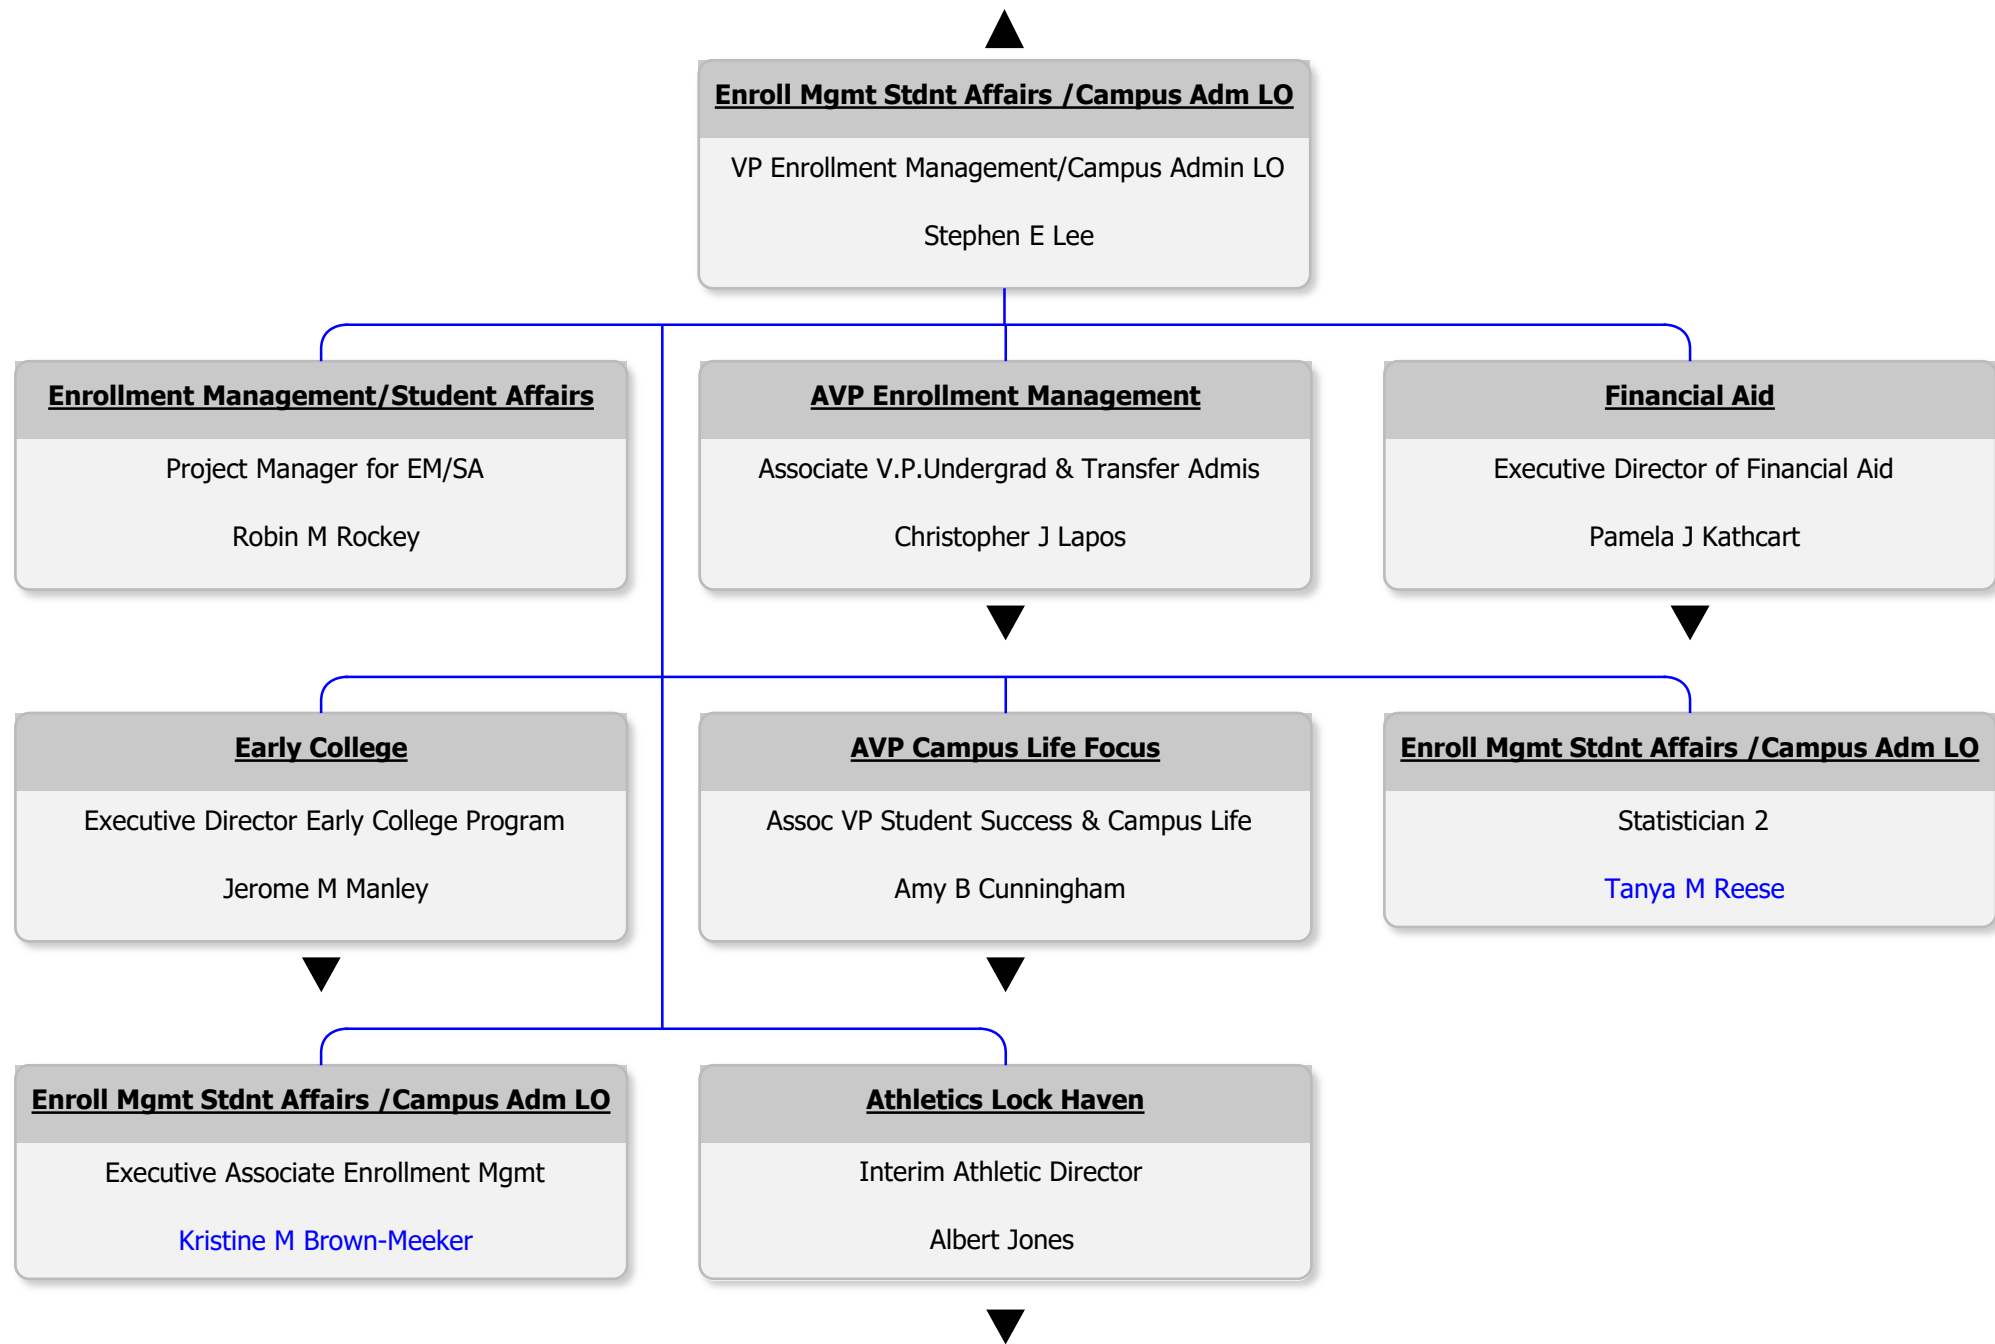 Enroll Mgmt Stdnt Affairs /Campus Adm LO
VP Enrollment Management/Campus Admin LO
Stephen E Lee
Enrollment Management/Student Affairs
Project Manager for EM/SA
Robin M Rockey
AVP Enrollment Management
Associate V.P.Undergrad & Transfer Admis
Christopher J Lapos
Financial Aid
Executive Director of Financial Aid
Pamela J Kathcart
Early College
Executive Director Early College Program
Jerome M Manley
AVP Campus Life Focus
Assoc VP Student Success & Campus Life
Amy B Cunningham
Enroll Mgmt Stdnt Affairs /Campus Adm LO
Statistician 2
Tanya M Reese
Enroll Mgmt Stdnt Affairs /Campus Adm LO
Executive Associate Enrollment Mgmt
Kristine M Brown-Meeker
Athletics Lock Haven
Interim Athletic Director
Albert Jones